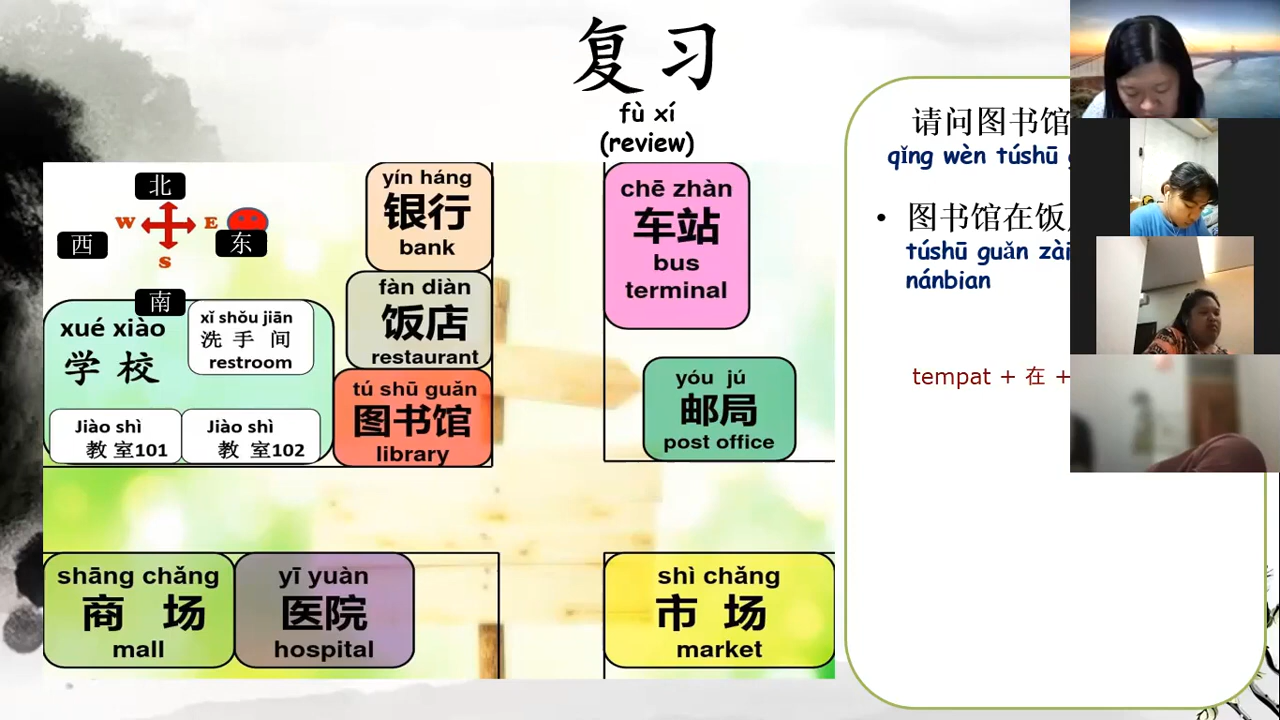 复习
fù xí
(review)
北
W
E
西
东
S
南
xué xiào
学 校
xǐ shǒu jiān
洗 手 间
restroom
Jiào shì
教 室101
Jiào shì
教 室102
yín háng
银行
bank
fàn diàn
饭店
restaurant
tú shū guǎn
图书馆
library
chē zhàn
车站
bus
terminal
yóu jú
邮局
post office
shāng chǎng
商 场
mall
yī yuàn
医院
hospital
shì chǎng
市 场
market
请问图书馆
qǐng wèn túshū
• 图书馆在饭
túshū guǎn zài
nánbian
tempat + 在 +